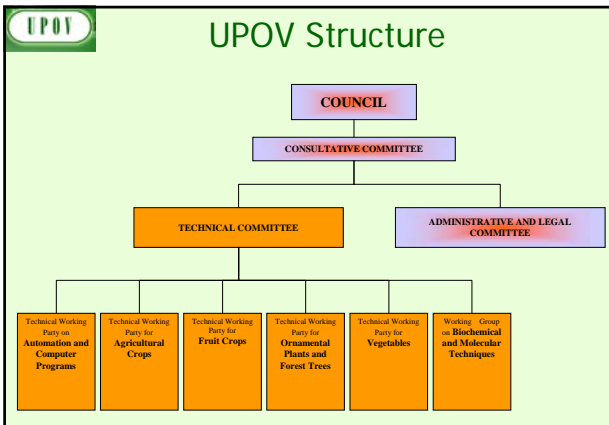 UPOV
UPOV Structure
COUNCIL
CONSULTATIVE COMMITTEE
TECHNICAL COMMITTEE
ADMINISTRATIVE AND LEGAL
COMMITTEE
Technical Working
Party on
Automation and
Computer
Programs
Technical Working
Party for
Agricultural
Crops
Technical Working
Party for
Fruit Crops
Technical Working
Party for
Ornamental
Plants and
Forest Trees
Technical Working
Party for
Vegetables
Working Group
on Biochemical
and Molecular
Techniques